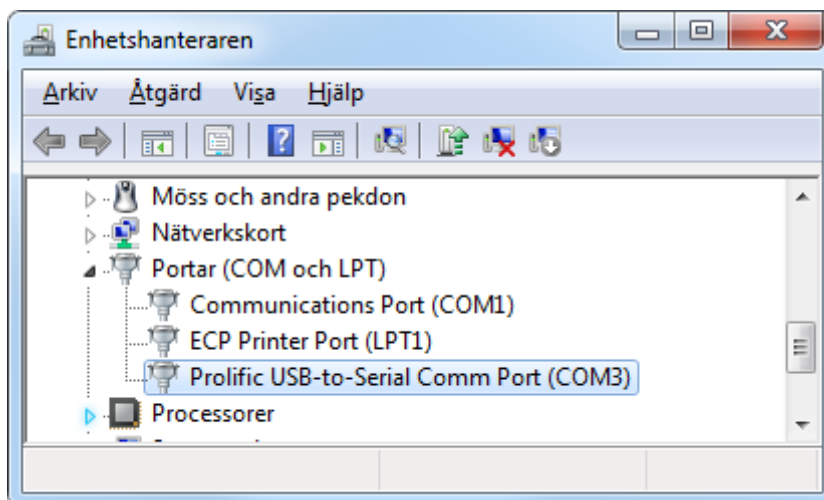 Enhetshanteraren
Arkiv Åtgärd Visa Hjälp
Möss och andra pekdon
Nätverkskort
Portar (COM och LPT)
Communications Port (COM1)
ECP Printer Port (LPT1)
Prolific USB-to-Serial Comm Port (COM3)
Processorer